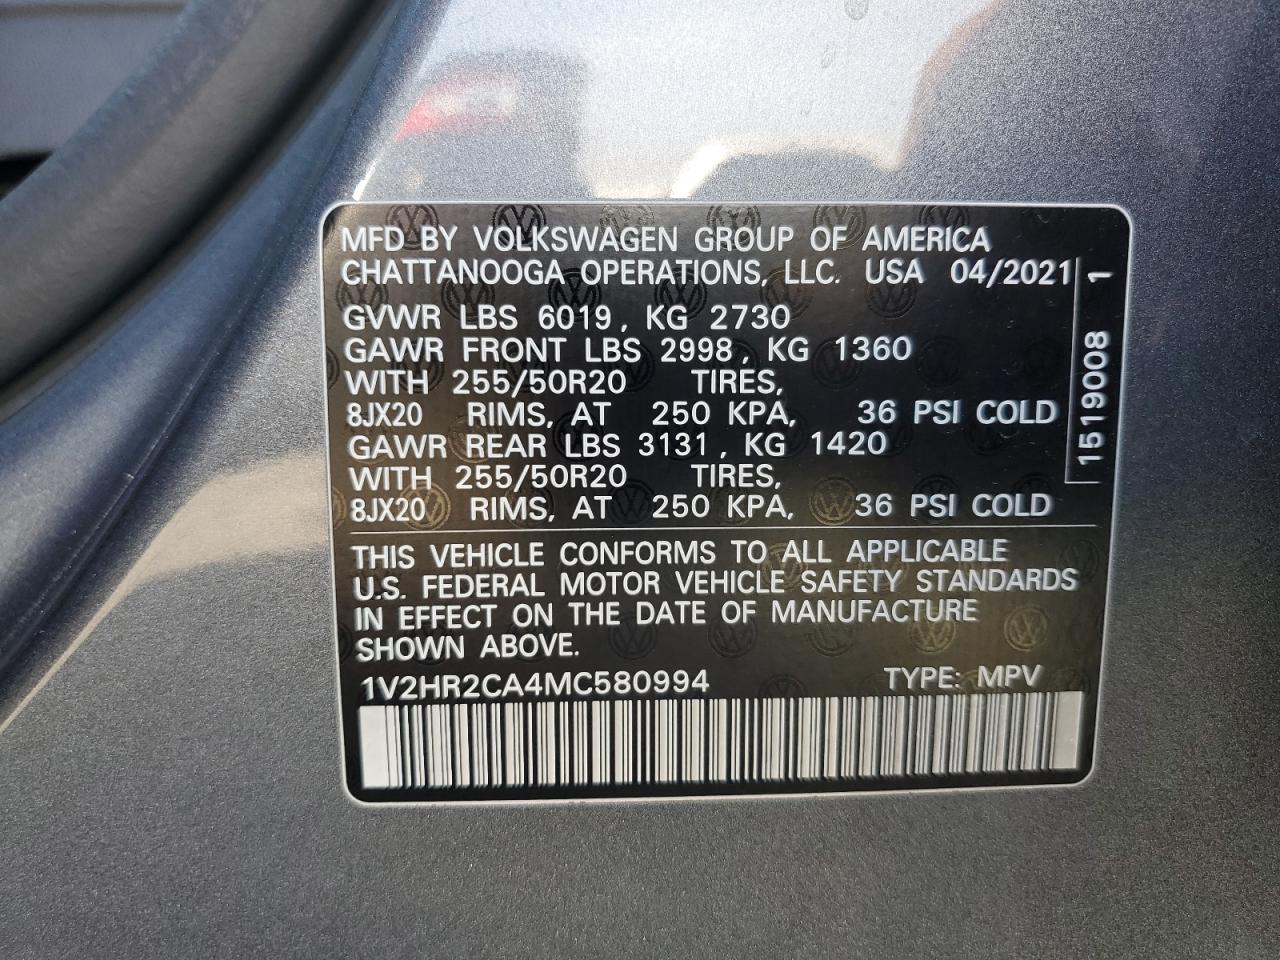 MFD BY VOLKSWAGEN GROUP OF AMERICA
CHATTANOOGA OPERATIONS, LLC. USA 04/2021
GVWR LBS 6019, KG 2730
GAWR FRONT LBS 2998, KG 1360
WITH 255/50R20 TIRES,
8JX20 RIMS, AT 250 KPA, 36 PSI COLD
GAWR REAR LBS 3131, KG 1420
WITH 255/50R20 TIRES,
8JX20 RIMS, AT 250 KPA, 36 PSI COLD
1519008 1
THIS VEHICLE CONFORMS TO ALL APPLICABLE
U.S. FEDERAL MOTOR VEHICLE SAFETY STANDARDS
IN EFFECT ON THE DATE OF MANUFACTURE
SHOWN ABOVE.
1V2HR2CA4MC580994 TYPE: MPV